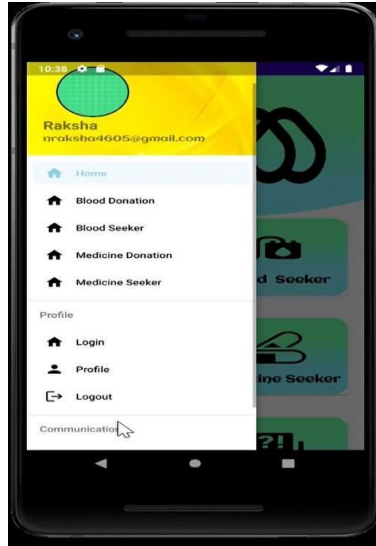 10:38
Raksha
nraksha4605@gmail.com
Home
Blood Donation
Blood Seeker
Medicine Donation
Medicine Seeker
Profile
Login
Profile
Logout
Communication
d Seeker
ine Seeker
?!